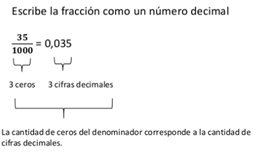 Escribe la fracción como un número decimal
35
1000
= 0,035
3 ceros 3 cifras decimales
La cantidad de ceros del denominador corresponde a la cantidad de
cifras decimales.